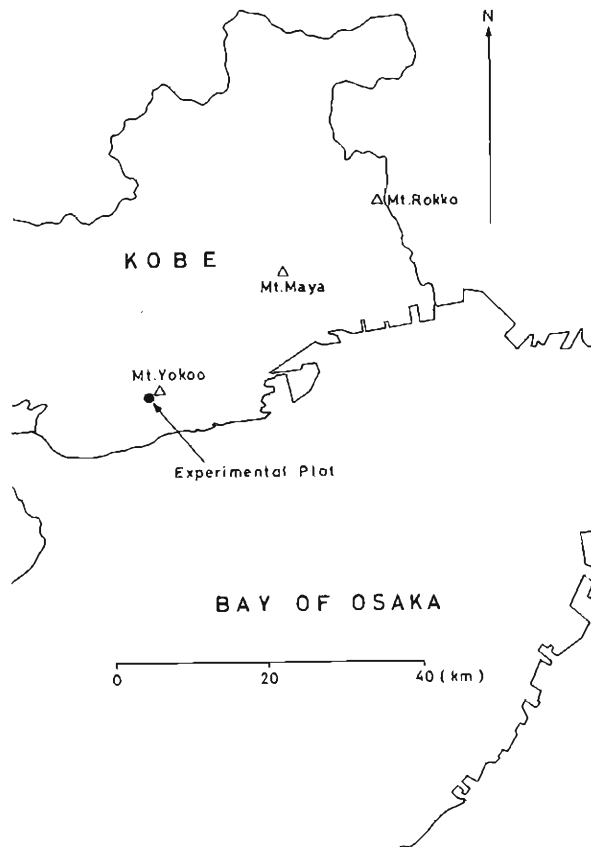 N
Mt.Rokko
KOBE
Mt.Maya
Mt.Yokoo
Experimental Plot
BAY OF OSAKA
0 20 40 (km)